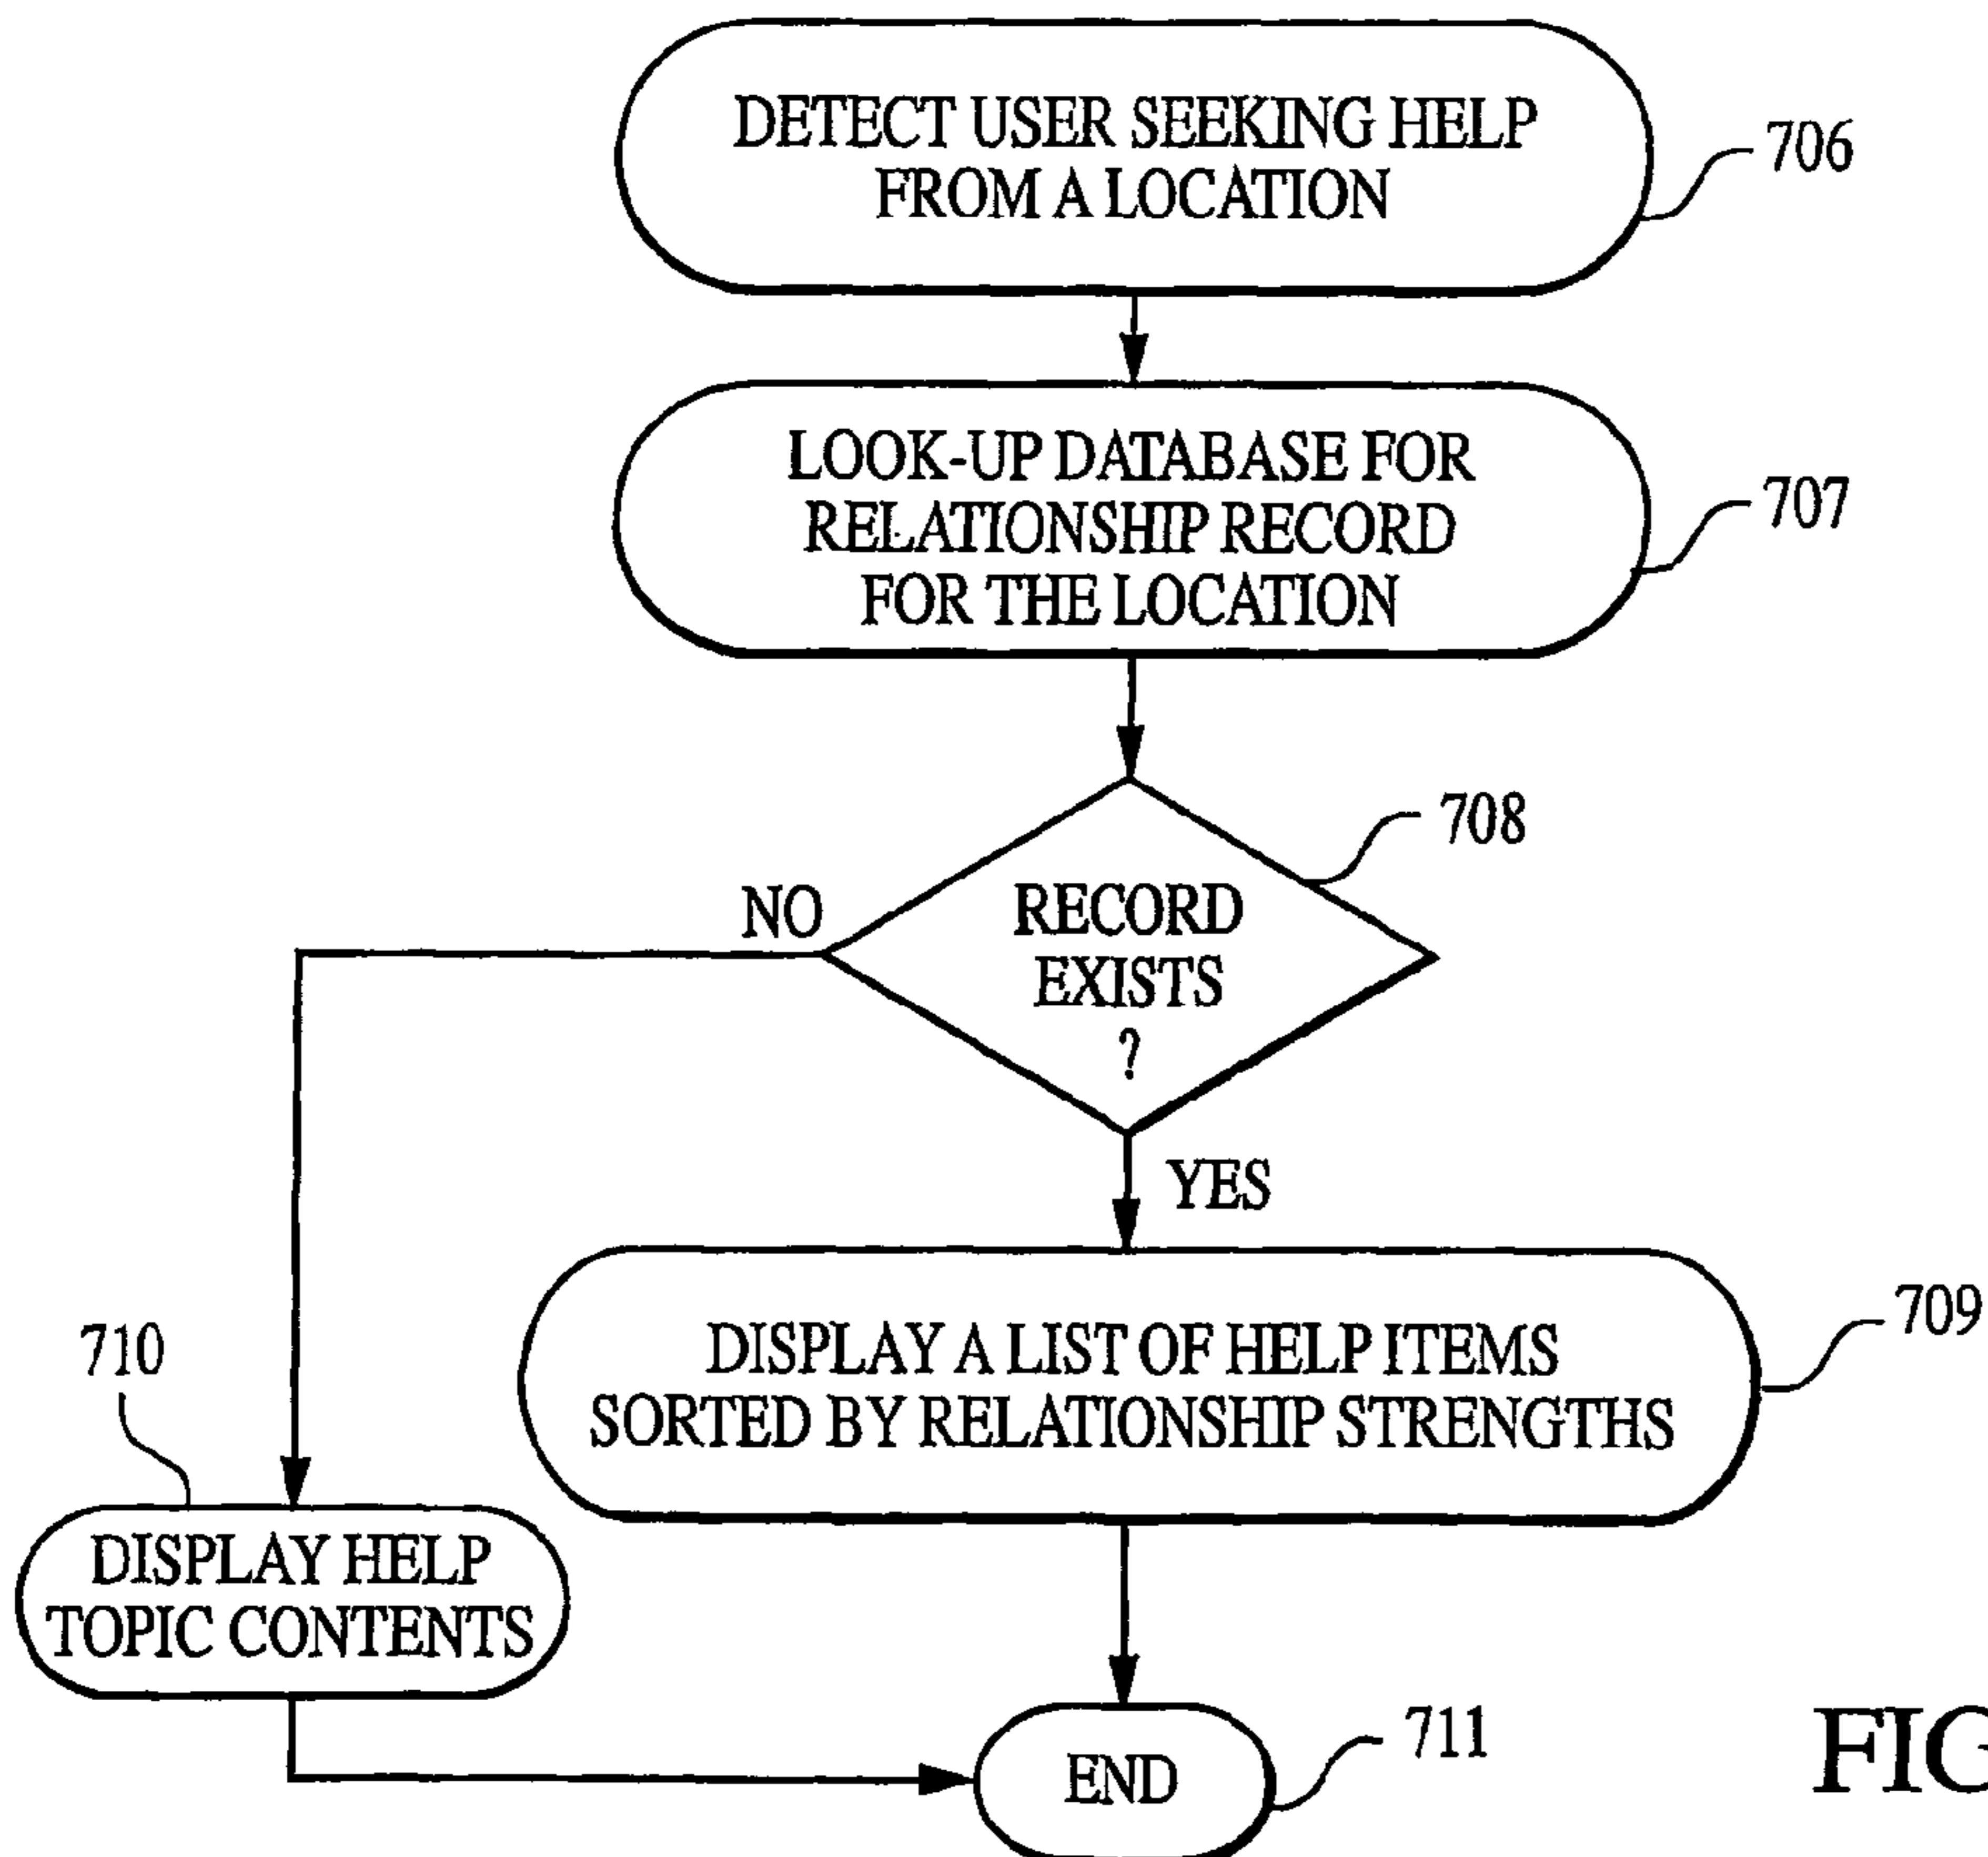 DETECT USER SEEKING HELP
FROM A LOCATION
706
LOOK-UP DATABASE FOR
RELATIONSHIP RECORD
FOR THE LOCATION
707
708
RECORD
EXISTS
?
NO
YES
DISPLAY A LIST OF HELP ITEMS
SORTED BY RELATIONSHIP STRENGTHS
709
710
DISPLAY HELP
TOPIC CONTENTS
END
711